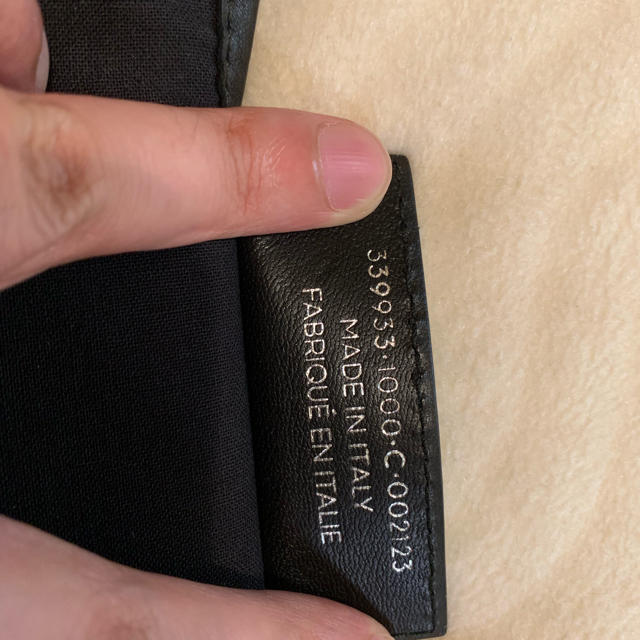 339933·1000·C·002123
MADE IN ITALY
FABRIQUÉ EN ITALIE